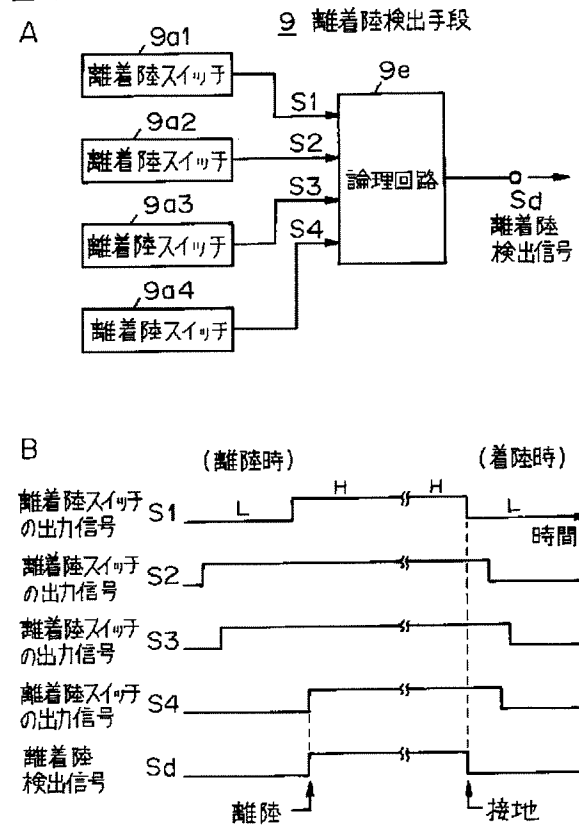 A
9 離着陸検出手段
9a1
離着陸スイッチ
9a2
離着陸スイッチ
9a3
離着陸スイッチ
9a4
離着陸スイッチ
S1
S2
S3
S4
9e
論理回路
Sd
離着陸
検出信号
B
(離陸時)
(着陸時)
離着陸スイッチ
の出力信号
S1
L
H
H
L
時間
離着陸スイッチ
の出力信号
S2
離着陸スイッチ
の出力信号
S3
離着陸スイッチ
の出力信号
S4
離着陸
検出信号
Sd
離陸
接地